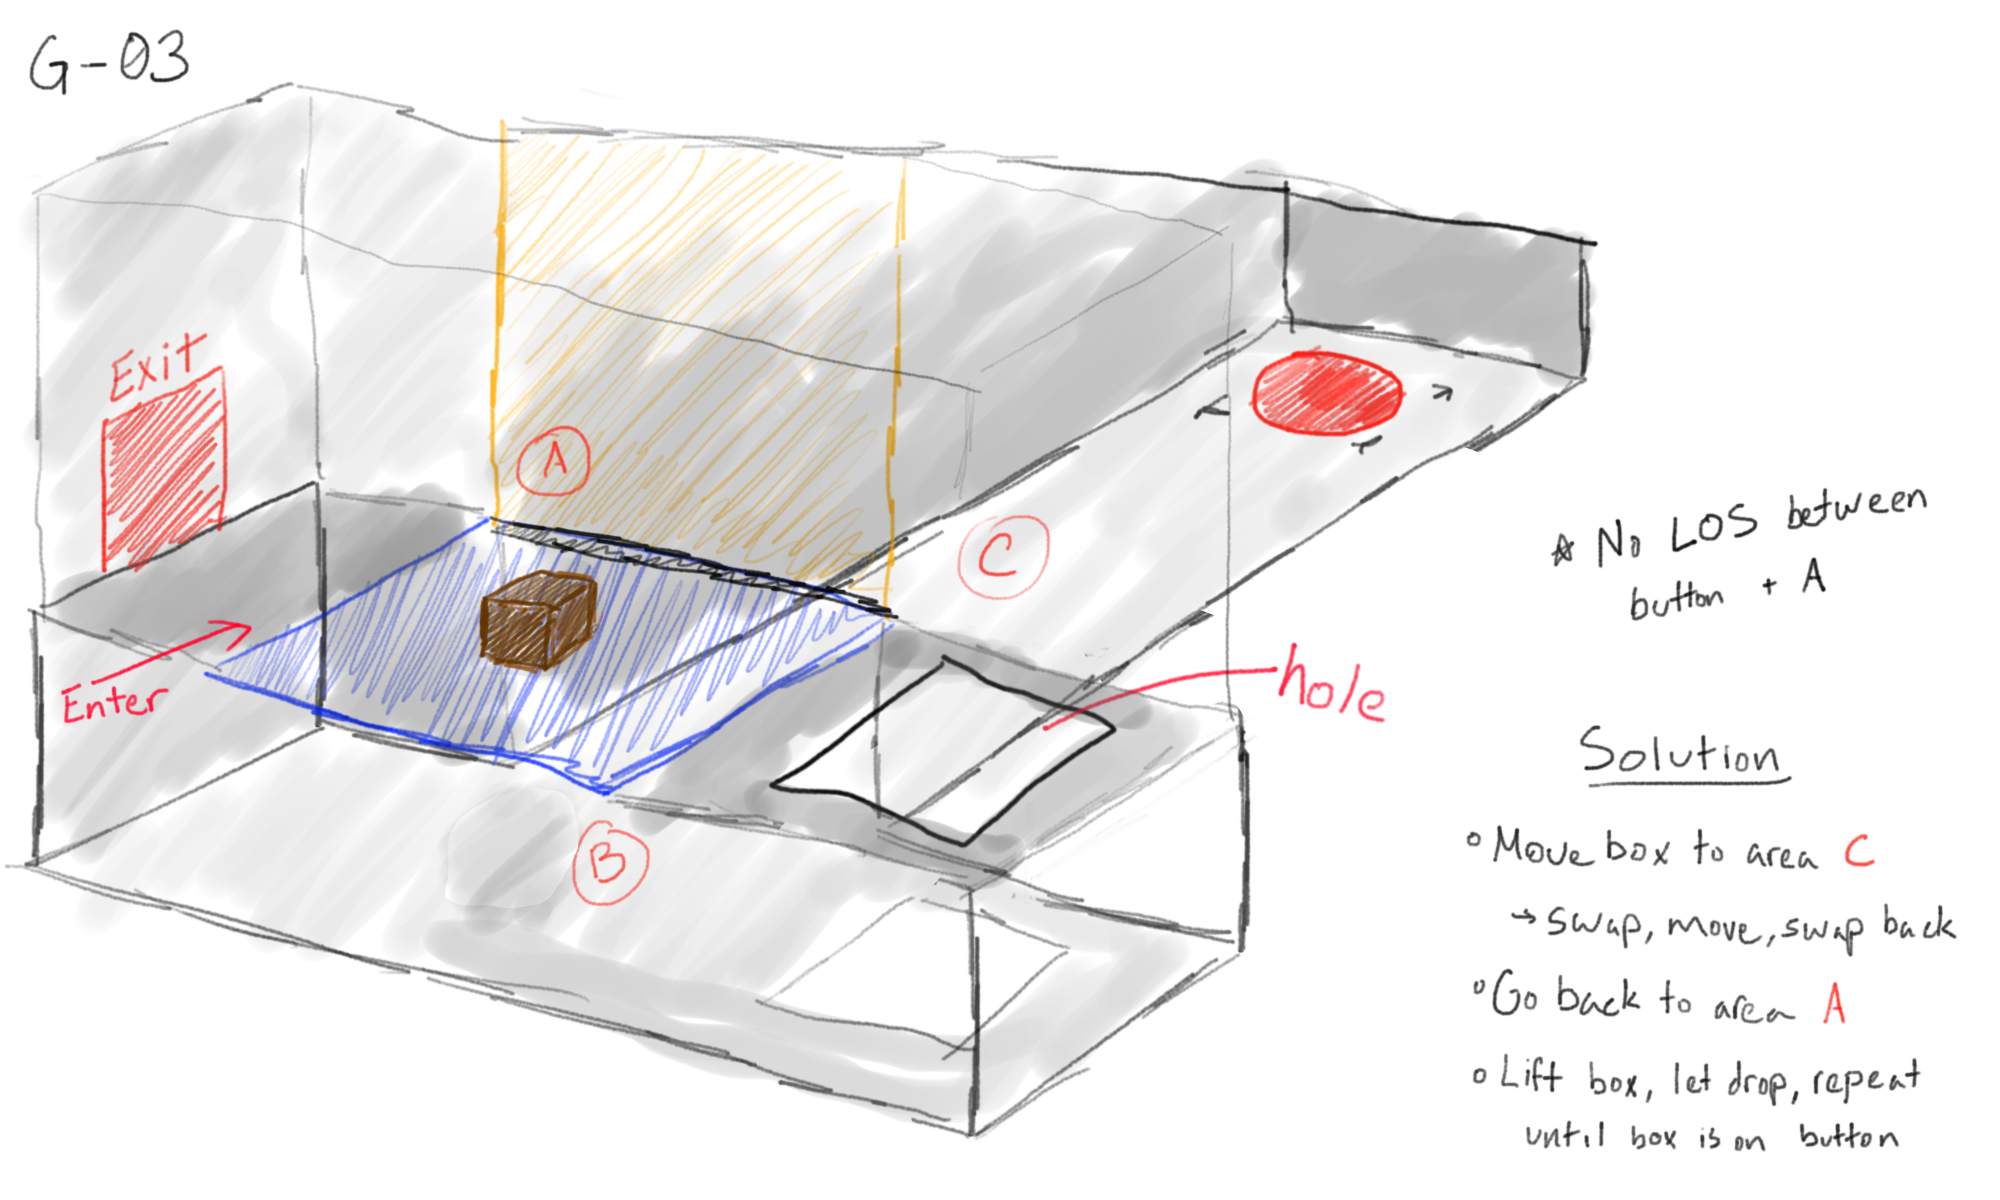 G-03
Exit
A
C
Enter
hole
B
* No LOS between
button + A
Solution
° Move box to area C
→ swap, move, swap back
° Go back to area A
° Lift box, let drop, repeat
until box is on button